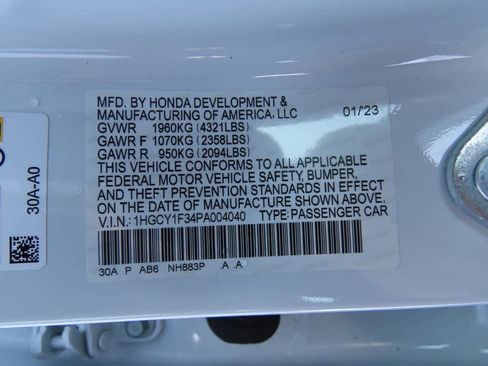 MFD. BY HONDA DEVELOPMENT &
MANUFACTURING OF AMERICA, LLC 01/23
GVWR 1960KG (4321LBS)
GAWR F 1070KG (2358LBS)
GAWR R 950KG (2094LBS)
THIS VEHICLE CONFORMS TO ALL APPLICABLE
FEDERAL MOTOR VEHICLE SAFETY, BUMPER,
AND THEFT PREVENTION STANDARDS IN EFFECT
ON THE DATE OF MANUFACTURE SHOWN ABOVE.
V.I.N.: 1HGCY1F34PA004040 TYPE: PASSENGER CAR
30A P AB6 NH883P .A .A
30A-A0